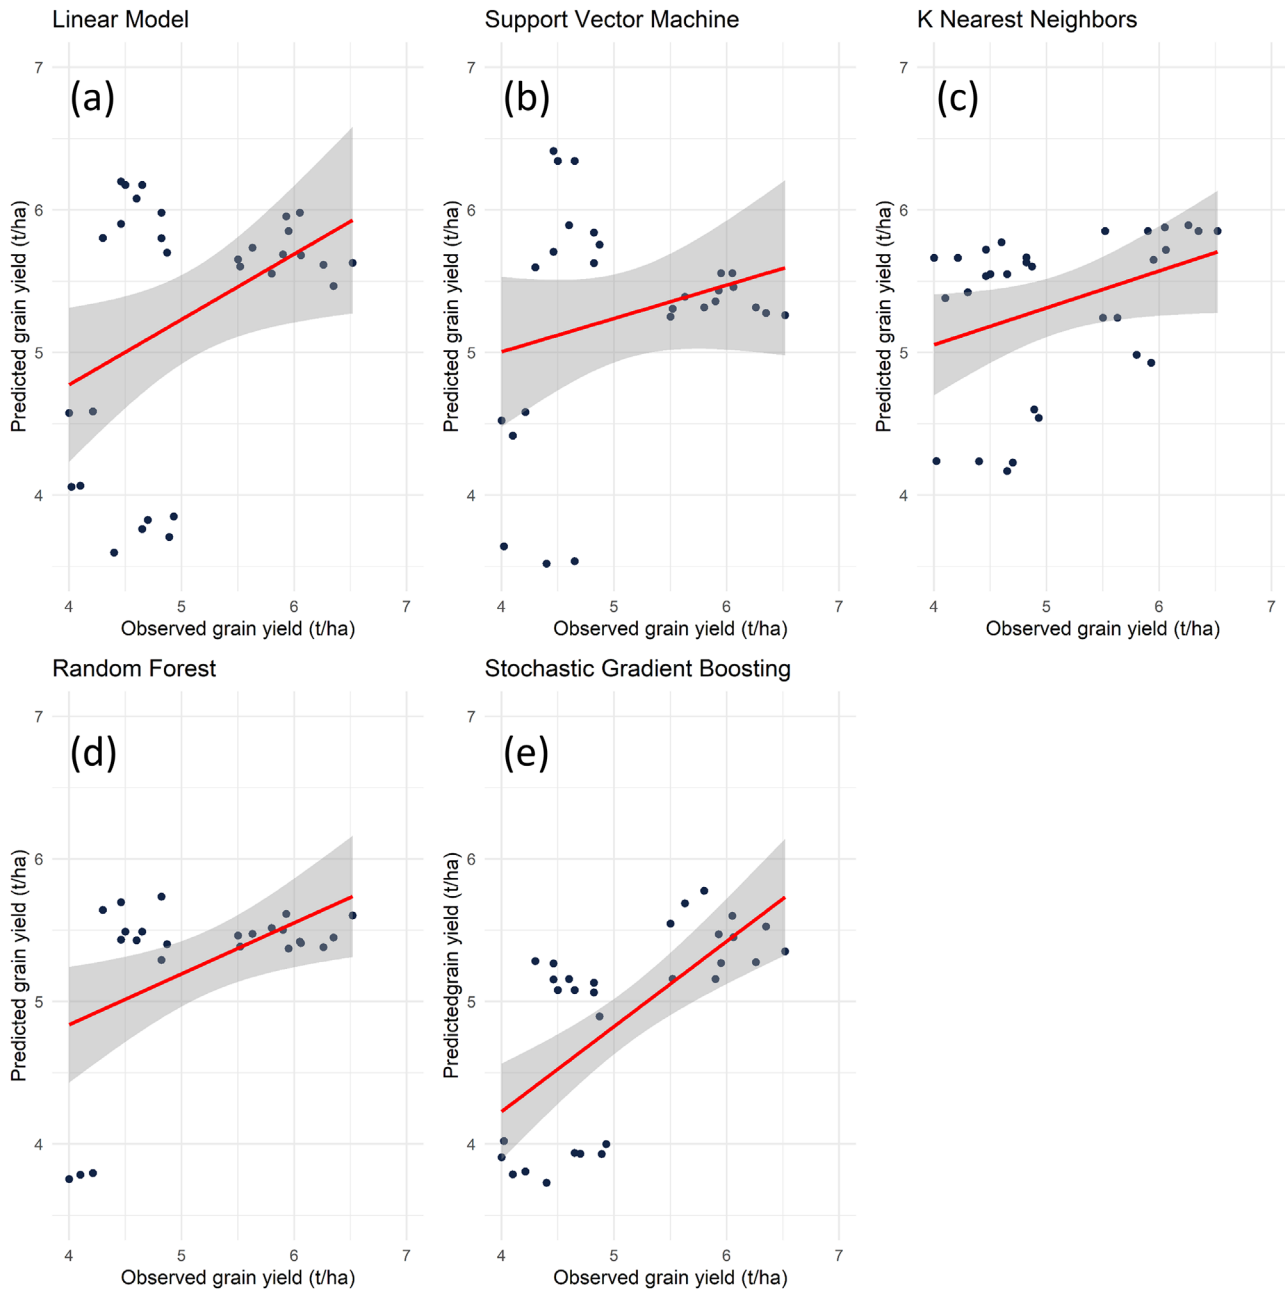 Linear Model
Support Vector Machine
K Nearest Neighbors
(a)
(b)
(c)
Predicted grain yield (t/ha)
7
6
5
4
4 5 6 7
Observed grain yield (t/ha)
Predicted grain yield (t/ha)
7
6
5
4
4 5 6 7
Observed grain yield (t/ha)
Predicted grain yield (t/ha)
7
6
5
4
4 5 6 7
Observed grain yield (t/ha)
Random Forest
Stochastic Gradient Boosting
(d)
(e)
Predicted grain yield (t/ha)
7
6
5
4
4 5 6 7
Observed grain yield (t/ha)
Predictedgrain yield (t/ha)
7
6
5
4
4 5 6 7
Observed grain yield (t/ha)